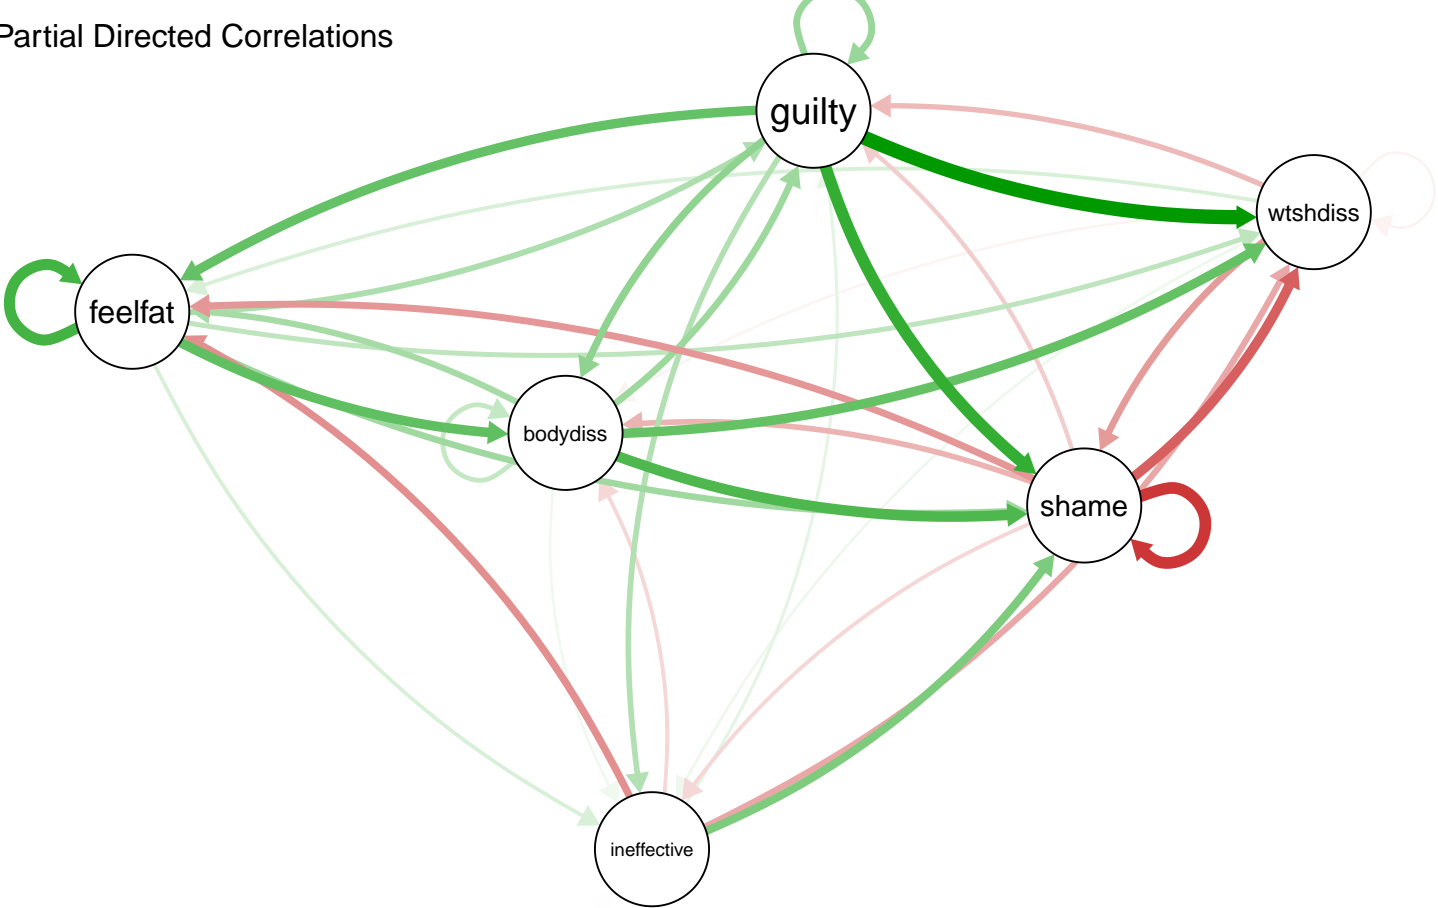 Partial Directed Correlations
guilty
wtshdiss
feelfat
bodydiss
shame
ineffective